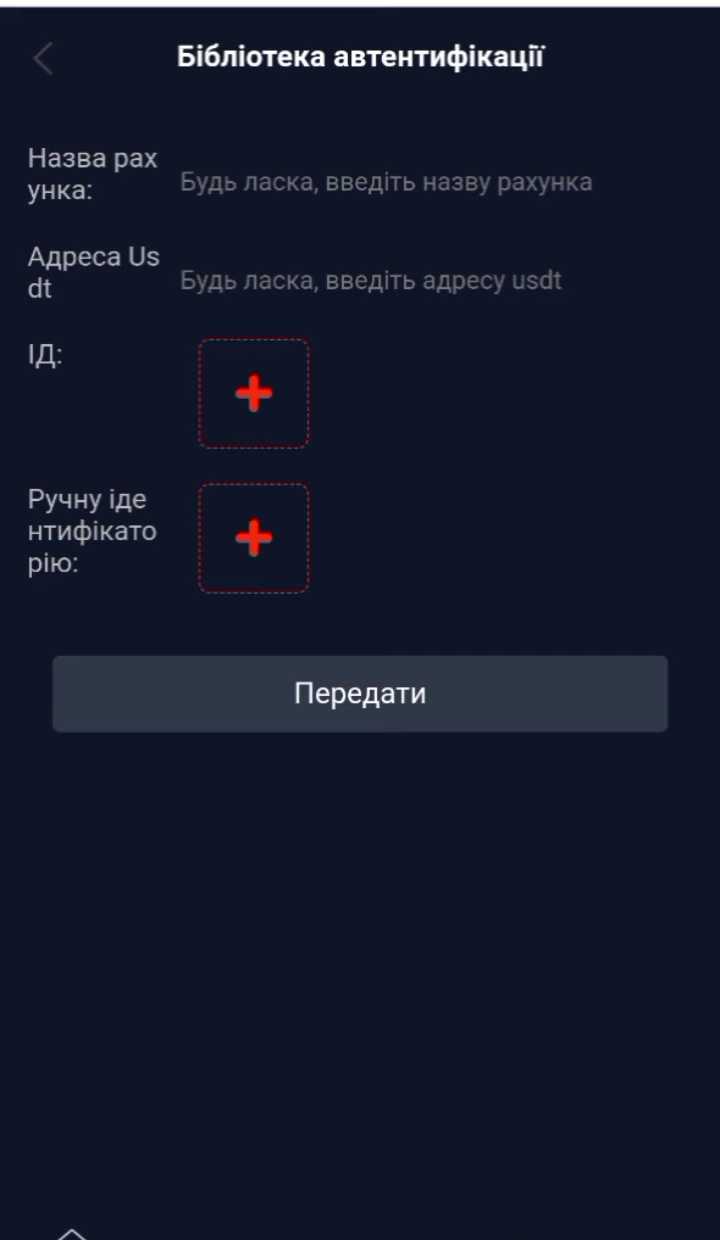 Бібліотека автентифікації
Назва рах
унка:
Будь ласка, введіть назву рахунка
Адреса Us
dt
Будь ласка, введіть адресу usdt
ІД:
Ручну іде
нтифікато
рію:
Передати